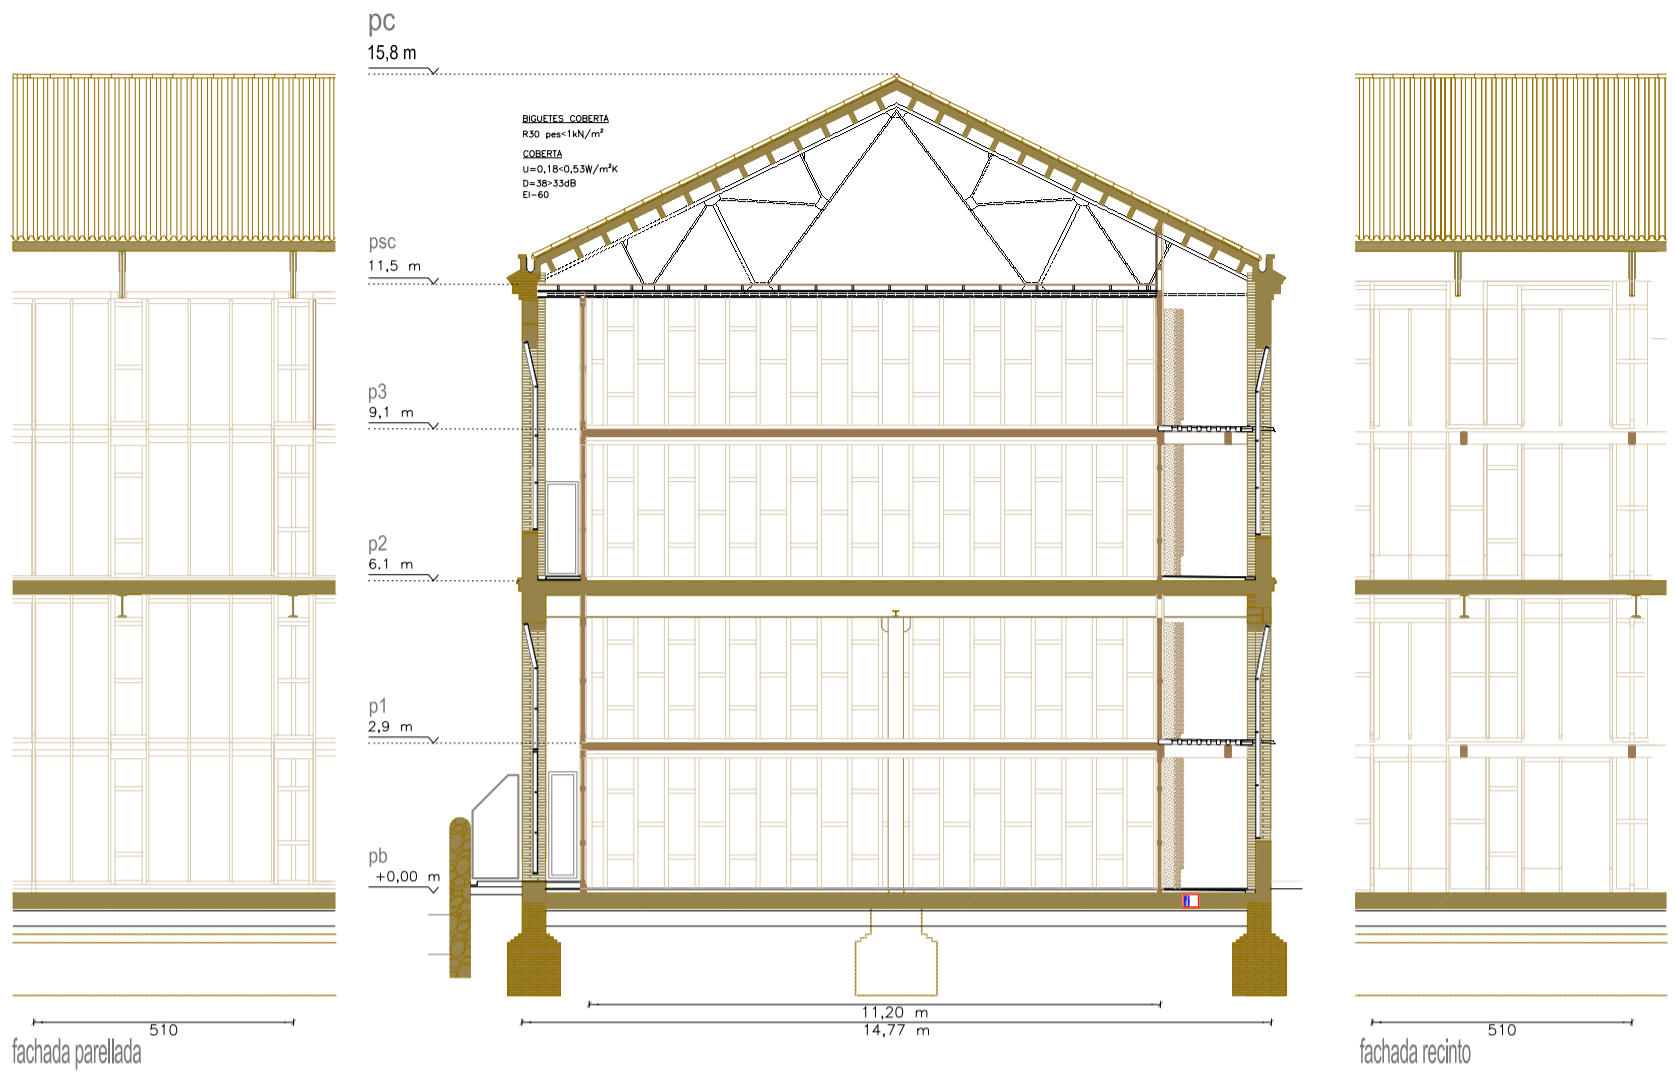 pc
15,8 m
BIGUETES COBERTA
R30 pes<1kN/m²
COBERTA
U=0,18<0,53W/m²K
D=38>33dB
EI-60
psc
11,5 m
p3
9,1 m
p2
6.1 m
p1
2,9 m
pb
+0,00 m
11,20 m
14,77 m
510
fachada parellada
510
fachada recinto